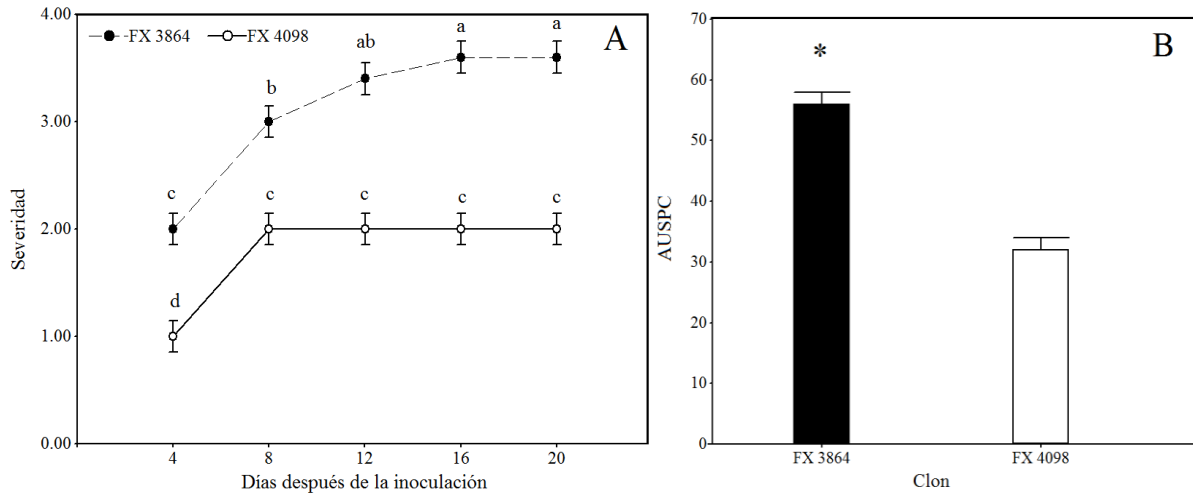 4.00
3.00
2.00
1.00
0.00
Severidad
FX 3864 FX 4098
A
c b ab a a
d c c c c
4 8 12 16 20
Días después de la inoculación
70
60
50
40
30
20
10
0
AUSPC
B
*
FX 3864 FX 4098
Clon